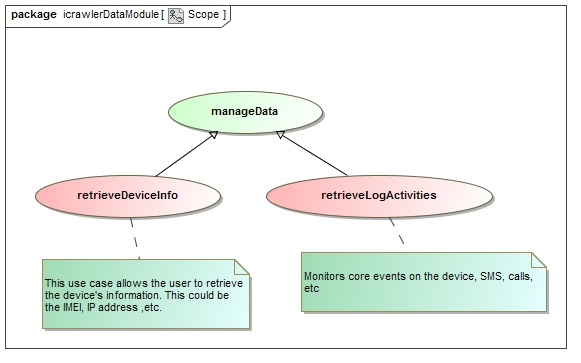 package icrawlerDataModule [ Scope ]
manageData
retrieveDeviceInfo
retrieveLogActivities
This use case allows the user to retrieve
the device's information. This could be
the IMEI, IP address ,etc.
Monitors core events on the device, SMS, calls,
etc